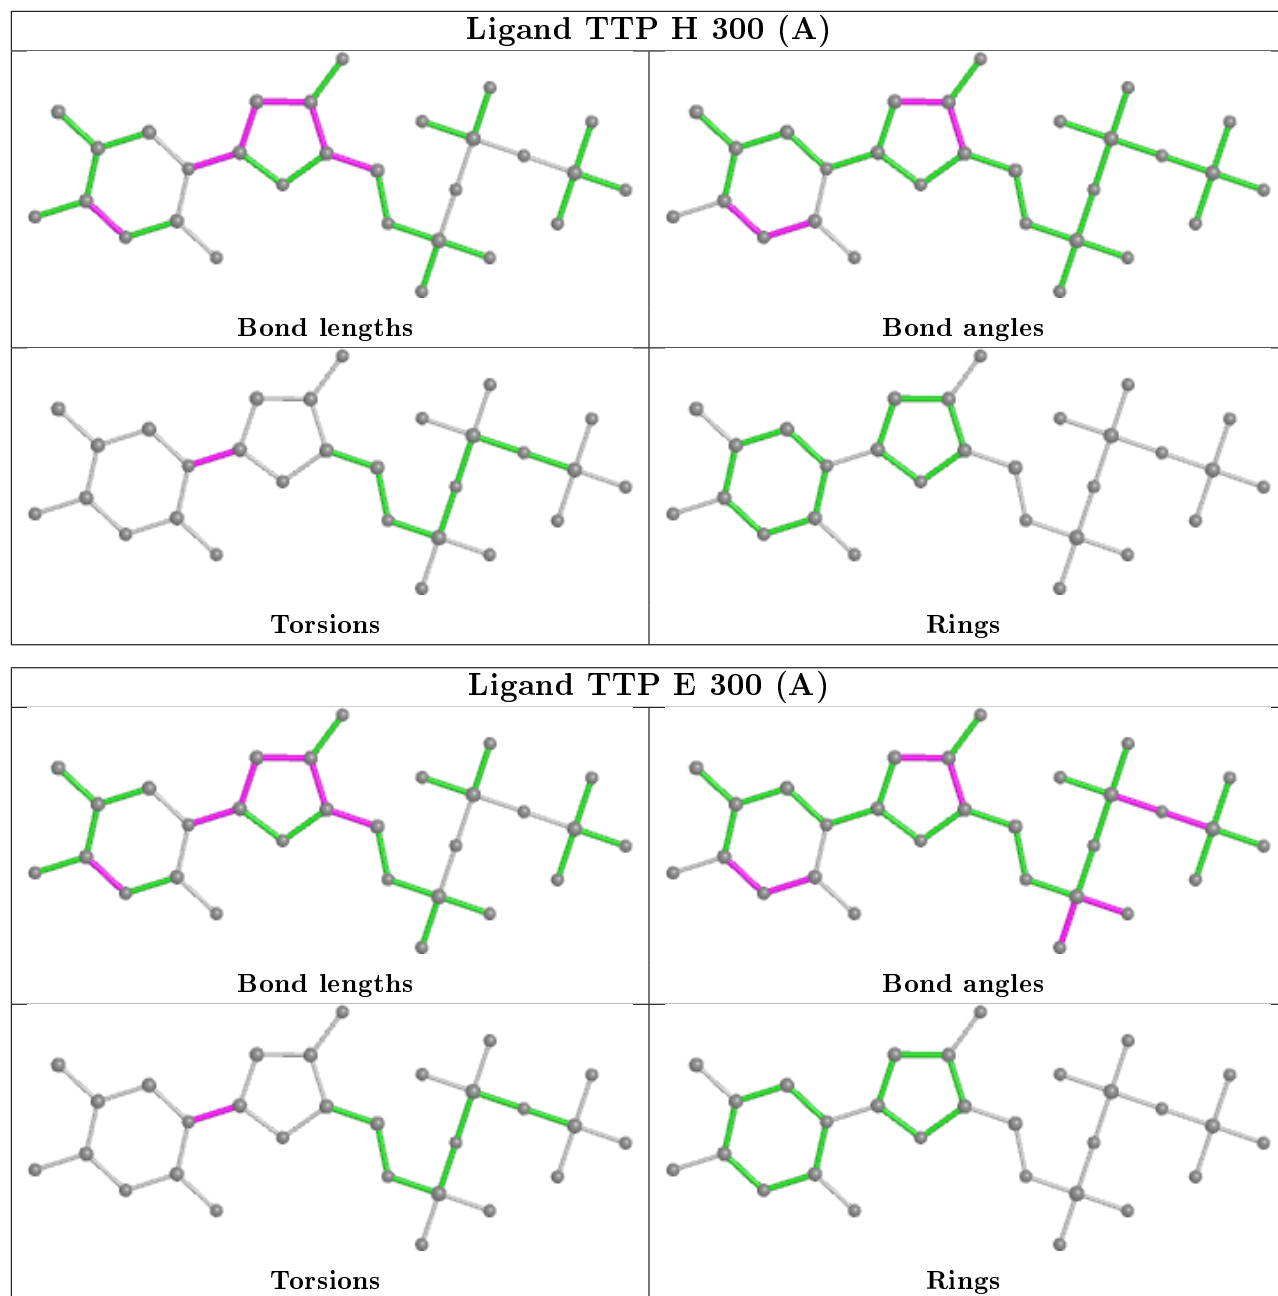 Ligand TTP H 300 (A)
Bond lengths
Bond angles
Torsions
Rings
Ligand TTP E 300 (A)
Bond lengths
Bond angles
Torsions
Rings